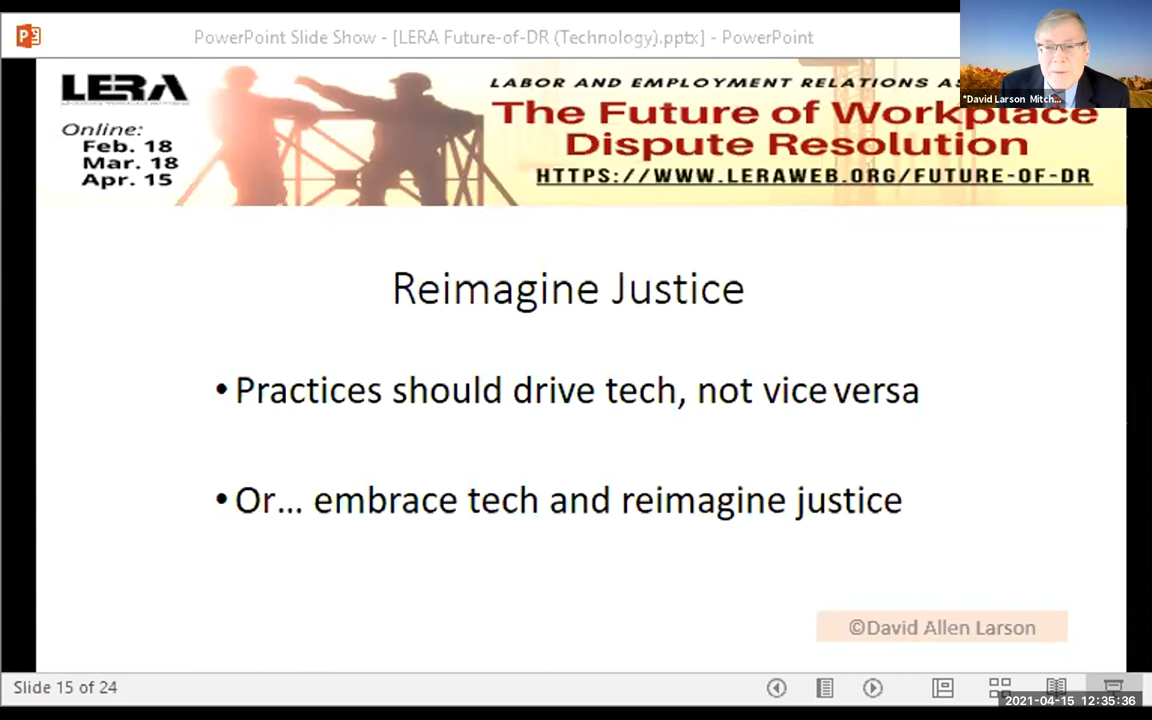 PowerPoint Slide Show - [LERA Future-of-DR (Technology).pptx] - PowerPoint
*David Larson Mitch...
LERA
Online:
Feb. 18
Mar. 18
Apr. 15
LABOR AND EMPLOYMENT RELATIONS AS
The Future of Workplace
Dispute Resolution
HTTPS://WWW.LERAWEB.ORG/FUTURE-OF-DR
Reimagine Justice
• Practices should drive tech, not vice versa
• Or... embrace tech and reimagine justice
©David Allen Larson
Slide 15 of 24
2021-04-15 12:35:36